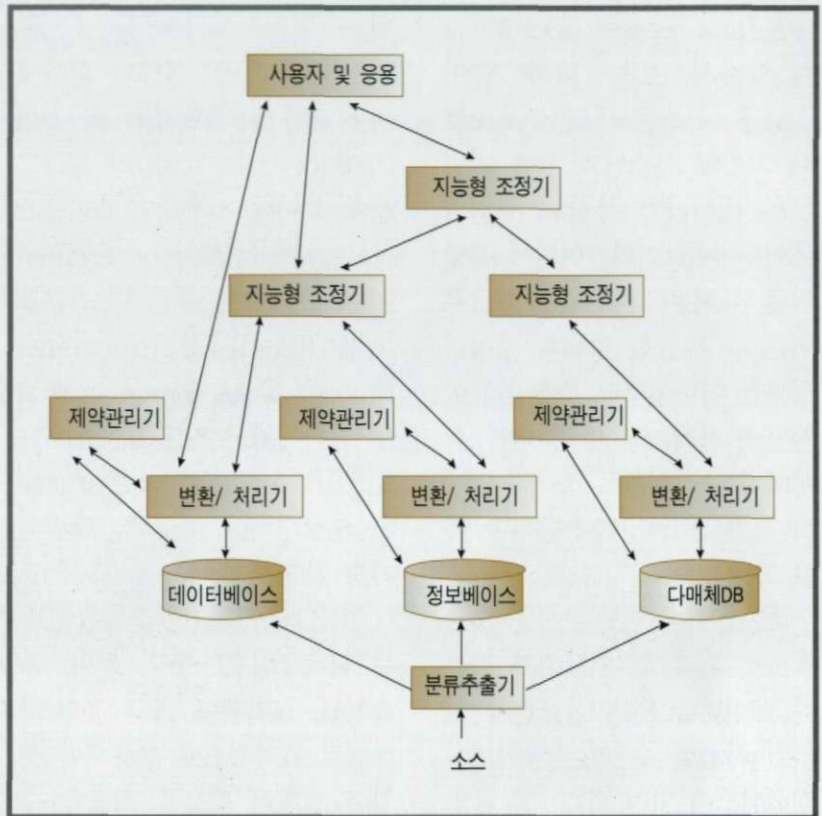 사용자 및 응용
지능형 조정기
지능형 조정기
지능형 조정기
제약관리기
제약관리기
제약관리기
변환/ 처리기
변환/ 처리기
변환/ 처리기
데이터베이스
정보베이스
다매체DB
분류추출기
소스